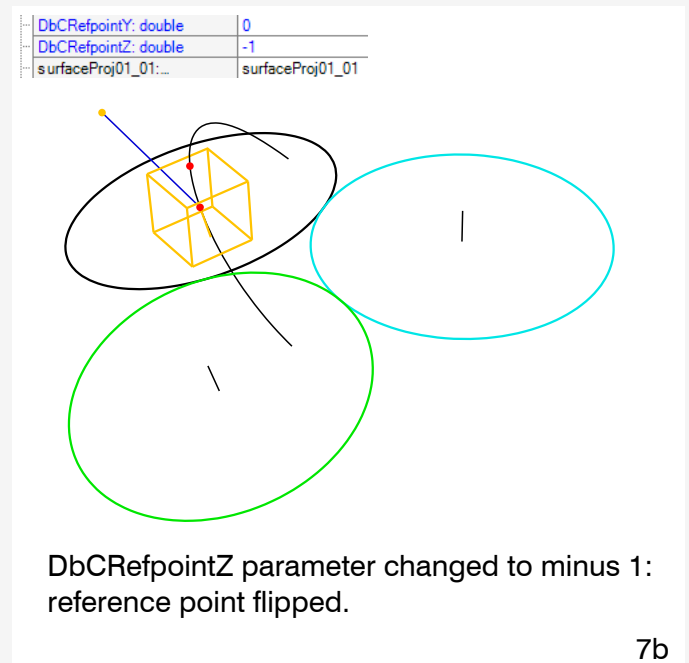 DbCRefpointY: double 0
DbCRefpointZ: double -1
surfaceProj01_01:... surfaceProj01_01
DbCRefpointZ parameter changed to minus 1:
reference point flipped.
7b